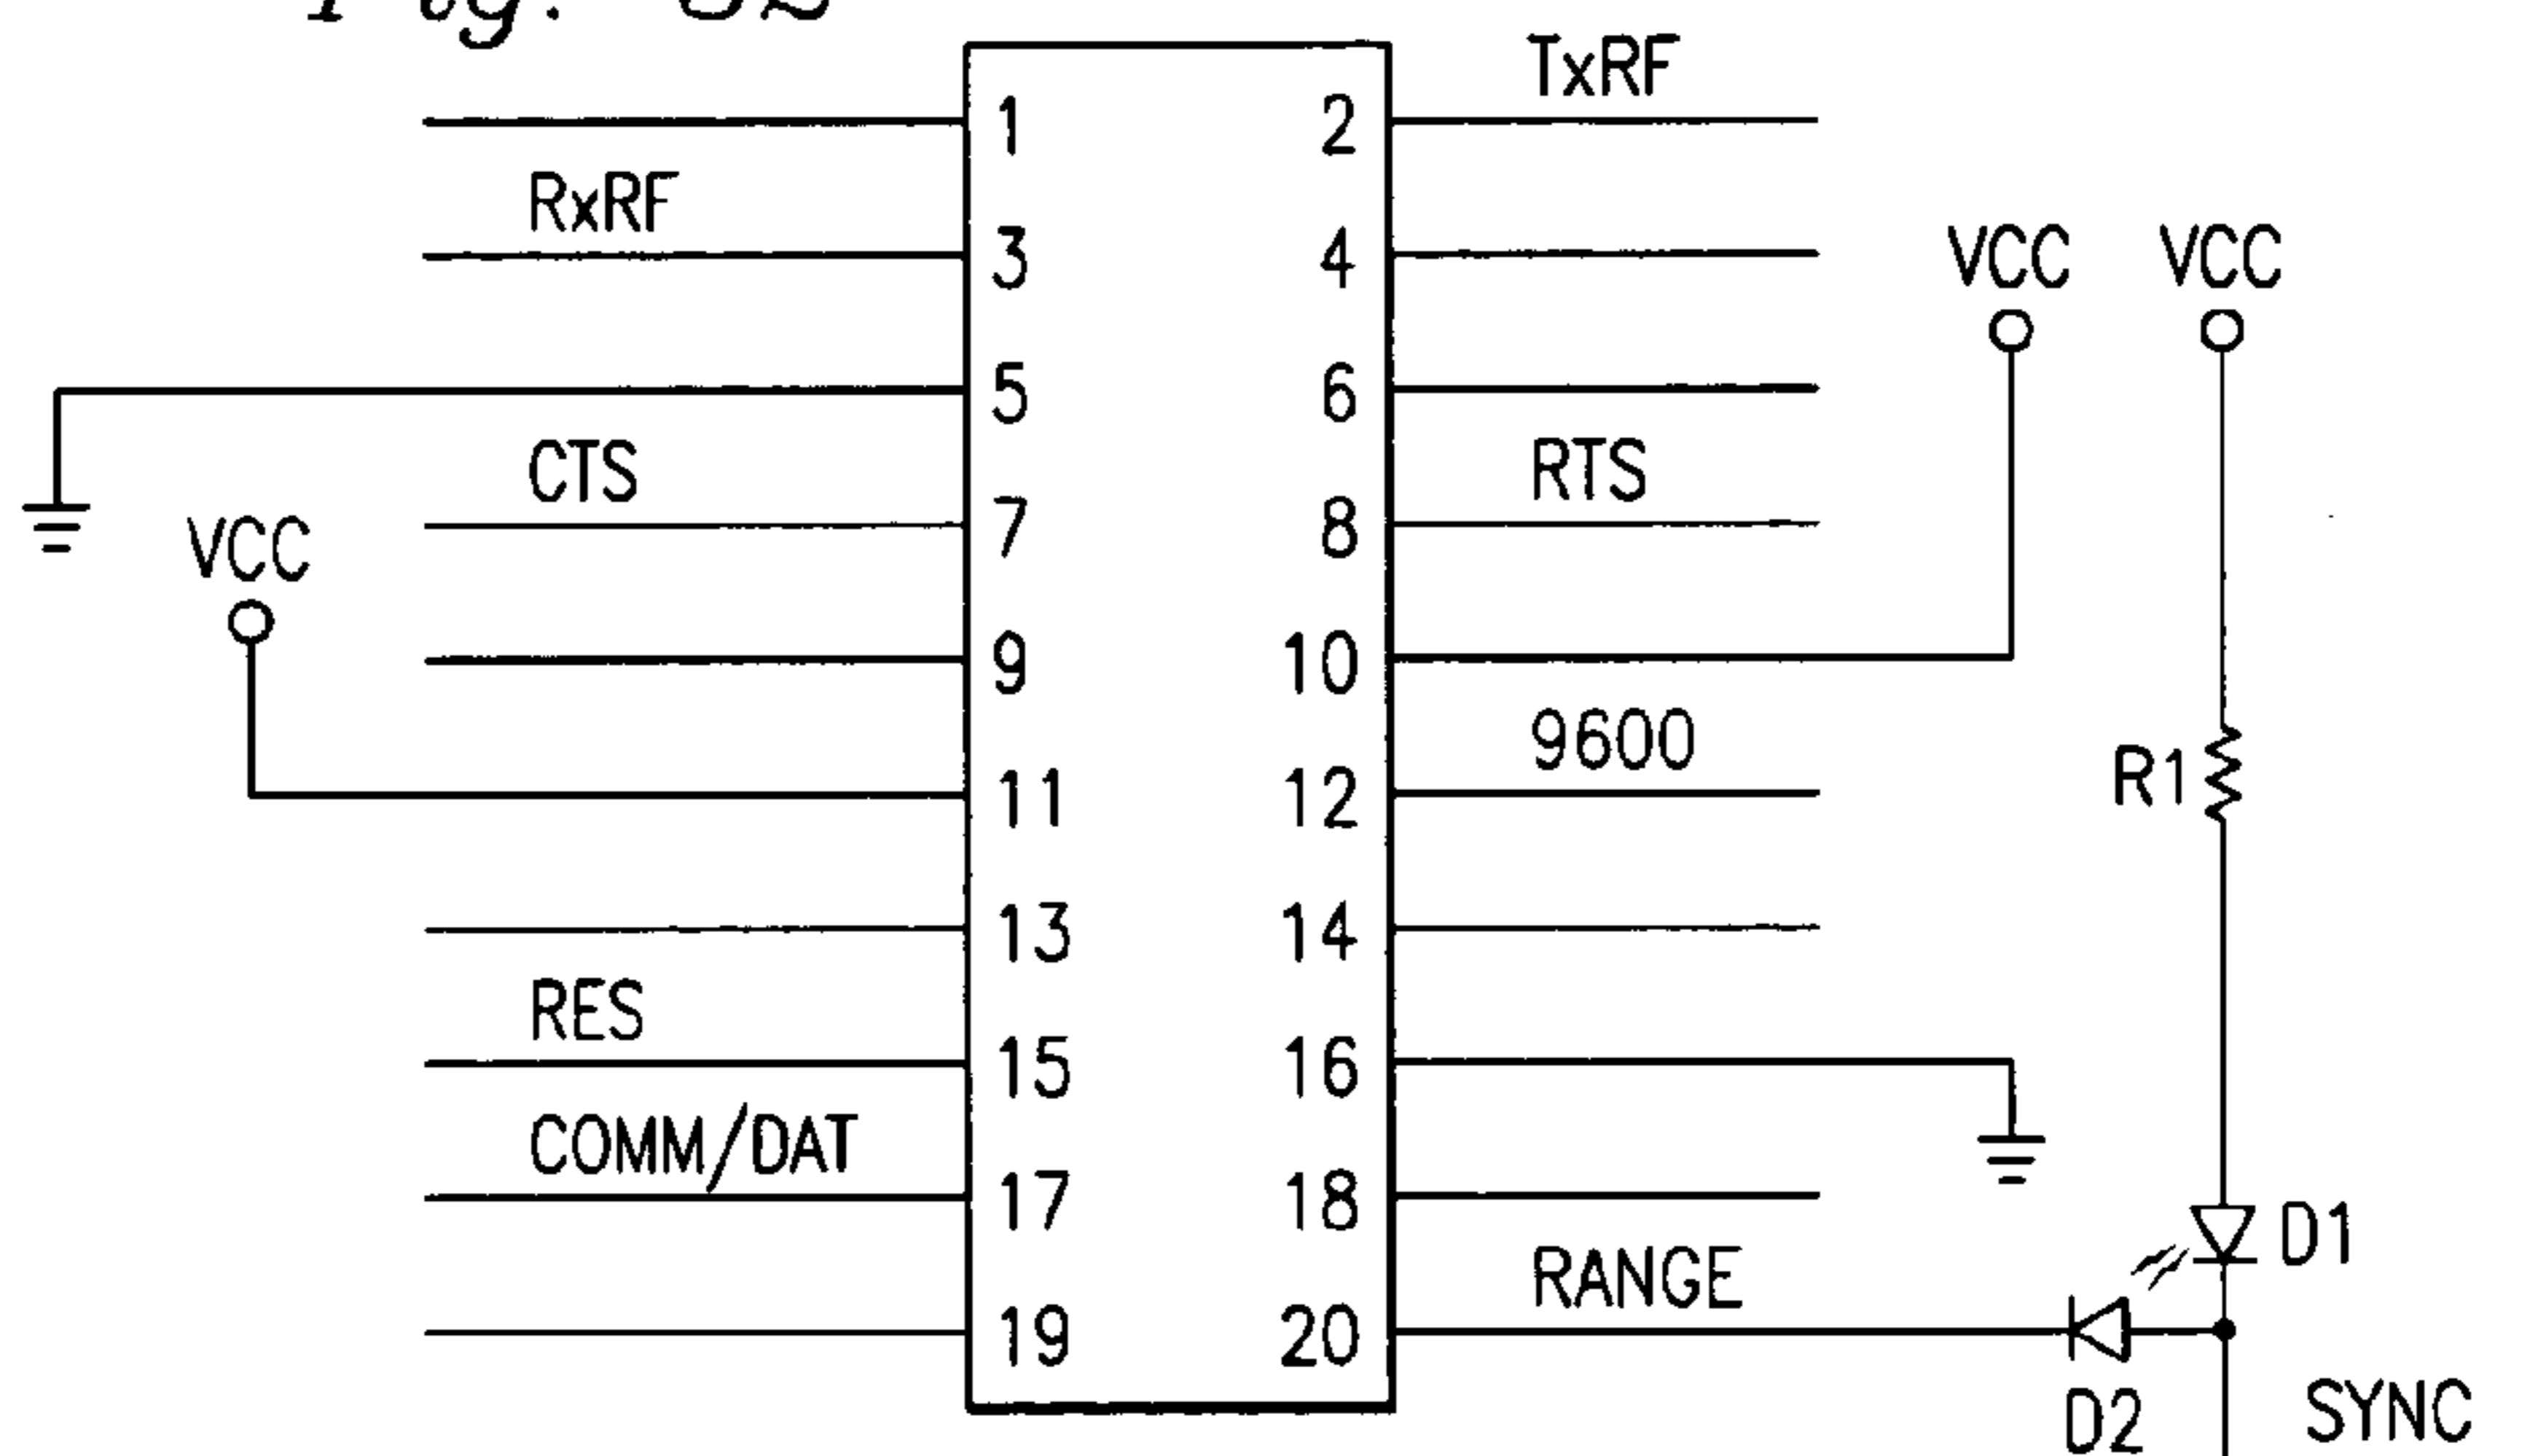 Fig.
TxRF
1 2
RxRF
3 4
VCC VCC
5 6
CTS RTS
7 8
VCC
9 10
9600
R1
11 12
13 14
RES
15 16
COMM/DAT
17 18
D1
RANGE
19 20
D2 SYNC